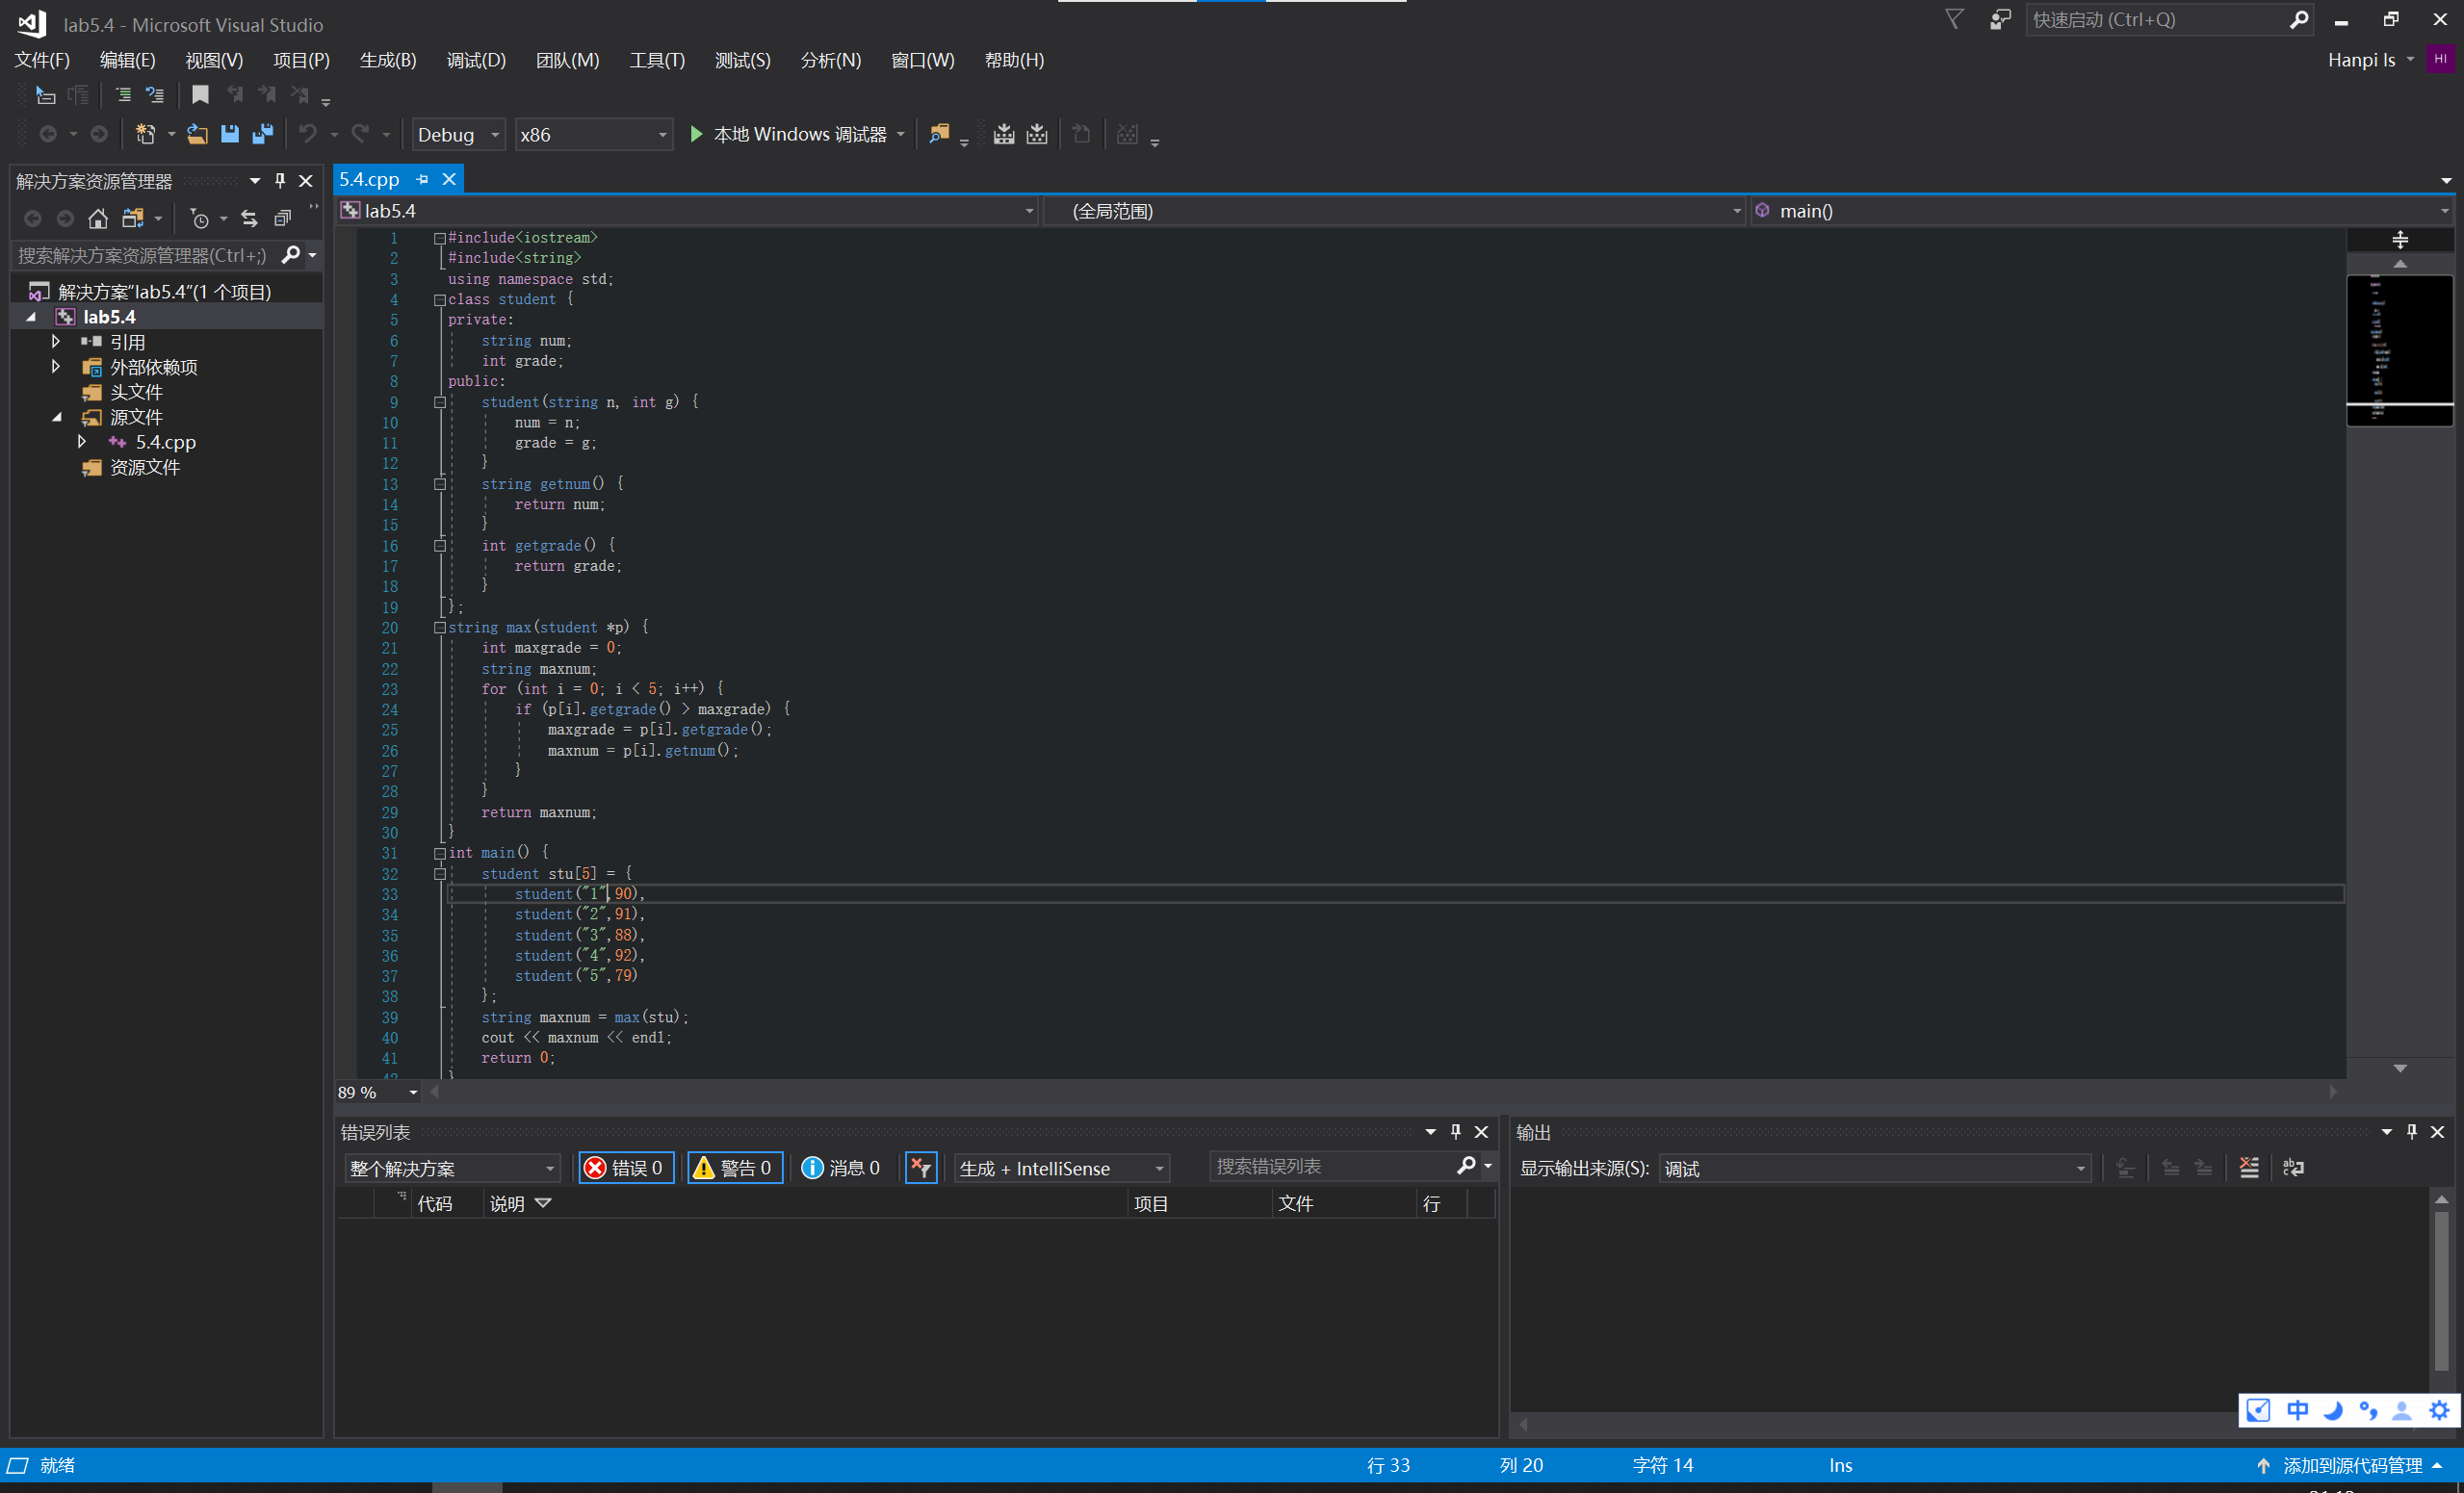 lab5.4 - Microsoft Visual Studio
快速启动 (Ctrl+Q)
文件(F) 编辑(E) 视图(V) 项目(P) 生成(B) 调试(D) 团队(M) 工具(T) 测试(S) 分析(N) 窗口(W) 帮助(H)
Hanpi ls HI
Debug x86 本地 Windows 调试器
解决方案资源管理器
搜索解决方案资源管理器(Ctrl+;)
解决方案"lab5.4"(1 个项目)
lab5.4
引用
外部依赖项
头文件
源文件
5.4.cpp
资源文件
5.4.cpp
lab5.4 (全局范围) main()
1 #include<iostream>
2 #include<string>
3 using namespace std;
4 class student {
5 private:
6 string num;
7 int grade;
8 public:
9 student(string n, int g) {
10 num = n;
11 grade = g;
12 }
13 string getnum() {
14 return num;
15 }
16 int getgrade() {
17 return grade;
18 }
19 };
20 string max(student *p) {
21 int maxgrade = 0;
22 string maxnum;
23 for (int i = 0; i < 5; i++) {
24 if (p[i].getgrade() > maxgrade) {
25 maxgrade = p[i].getgrade();
26 maxnum = p[i].getnum();
27 }
28 }
29 return maxnum;
30 }
31 int main() {
32 student stu[5] = {
33 student("1",90),
34 student("2",91),
35 student("3",88),
36 student("4",92),
37 student("5",79)
38 };
39 string maxnum = max(stu);
40 cout << maxnum << endl;
41 return 0;
42 }
89 %
错误列表
整个解决方案 错误 0 警告 0 消息 0 生成 + IntelliSense 搜索错误列表
代码 说明 项目 文件 行
输出
显示输出来源(S): 调试
中
就绪 行 33 列 20 字符 14 Ins 添加到源代码管理